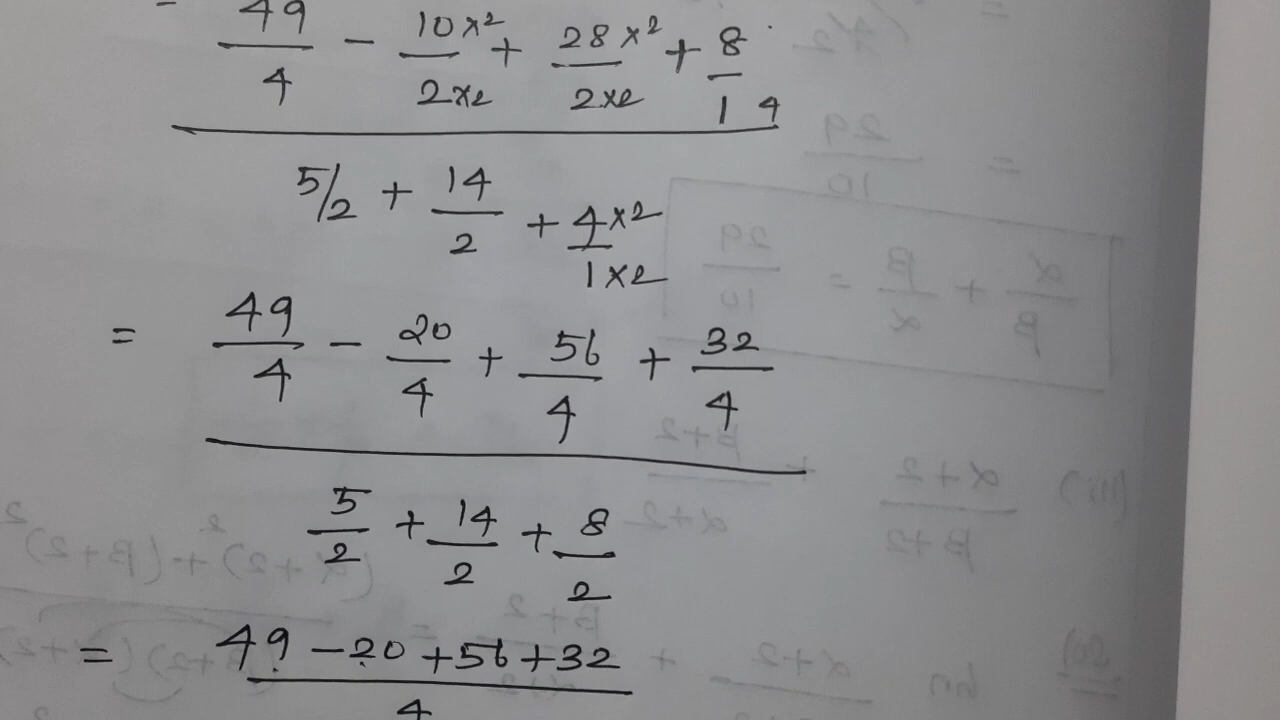 49/4 - 10×2/2×2 + 28×2/2×2 + 8/1 4
5/2 + 14/2 + 4×2/1×2
= 49/4 - 20/4 + 56/4 + 32/4
5/2 + 14/2 + 8/2
= 49 - 20 + 56 + 32
4